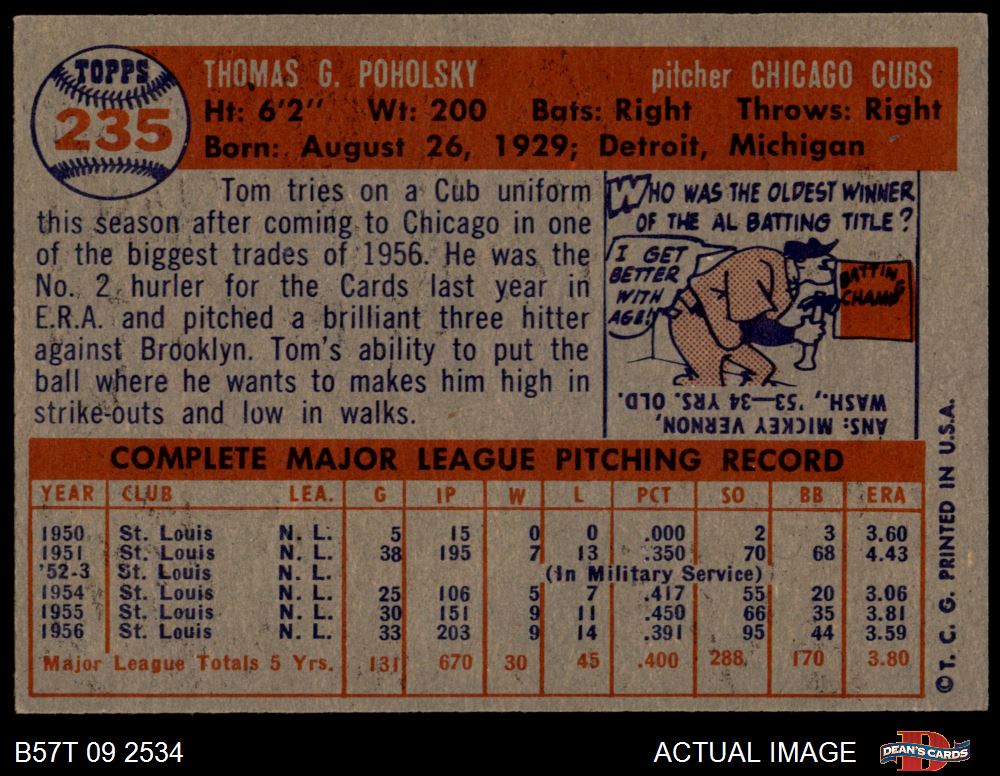 TOPPS
235
THOMAS G. POHOLSKY pitcher CHICAGO CUBS
Ht: 6'2" Wt: 200 Bats: Right Throws: Right
Born: August 26, 1929; Detroit, Michigan
Tom tries on a Cub uniform
this season after coming to Chicago in one
of the biggest trades of 1956. He was the
No. 2 hurler for the Cards last year in
E.R.A. and pitched a brilliant three hitter
against Brooklyn. Tom's ability to put the
ball where he wants to makes him high in
strike-outs and low in walks.
WHO WAS THE OLDEST WINNER
OF THE AL BATTING TITLE?
I GET
BETTER
WITH
AGE!!
BATTING
CHAMP
ANS: MICKEY VERNON,
WASH., '53—34 YRS. OLD.
COMPLETE MAJOR LEAGUE PITCHING RECORD
YEAR CLUB LEA. G IP W L PCT SO BB ERA
1950 St. Louis N. L. 5 15 0 0 .000 2 3 3.60
1951 St. Louis N. L. 38 195 7 13 .350 70 68 4.43
'52-3 St. Louis N. L. (In Military Service)
1954 St. Louis N. L. 25 106 5 7 .417 55 20 3.06
1955 St. Louis N. L. 30 151 9 11 .450 66 35 3.81
1956 St. Louis N. L. 33 203 9 14 .391 95 44 3.59
Major League Totals 5 Yrs. 131 670 30 45 .400 288 170 3.80
© T. C. G. PRINTED IN U.S.A.
B57T 09 2534 ACTUAL IMAGE
D
DEAN'S CARDS